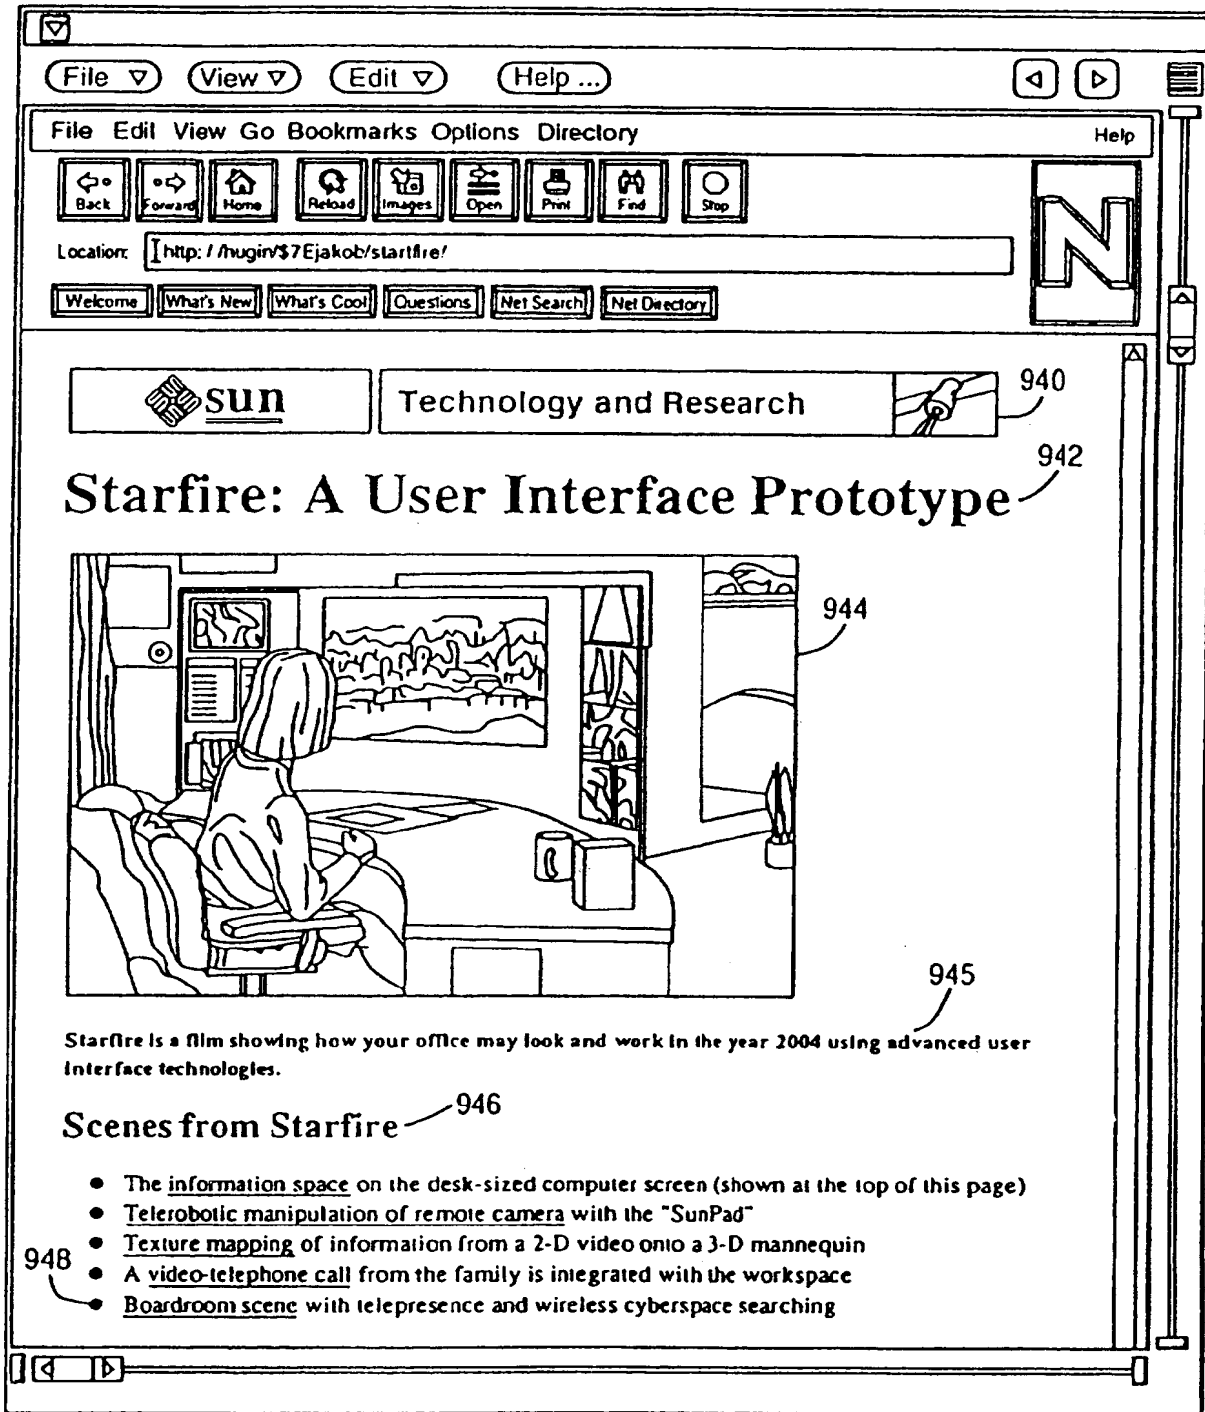 File View Edit Help ...
File Edit View Go Bookmarks Options Directory Help
Back Forward Home Reload Images Open Print Find Stop
N
Location: http://hugin/$7Ejakob/startfire/
Welcome What's New What's Cool Questions Net Search Net Directory
sun Technology and Research 940
942
Starfire: A User Interface Prototype
944
945
Starfire is a film showing how your office may look and work in the year 2004 using advanced user
interface technologies.
946
Scenes from Starfire
• The information space on the desk-sized computer screen (shown at the top of this page)
• Telerobotic manipulation of remote camera with the "SunPad"
• Texture mapping of information from a 2-D video onto a 3-D mannequin
948
• A video-telephone call from the family is integrated with the workspace
• Boardroom scene with telepresence and wireless cyberspace searching